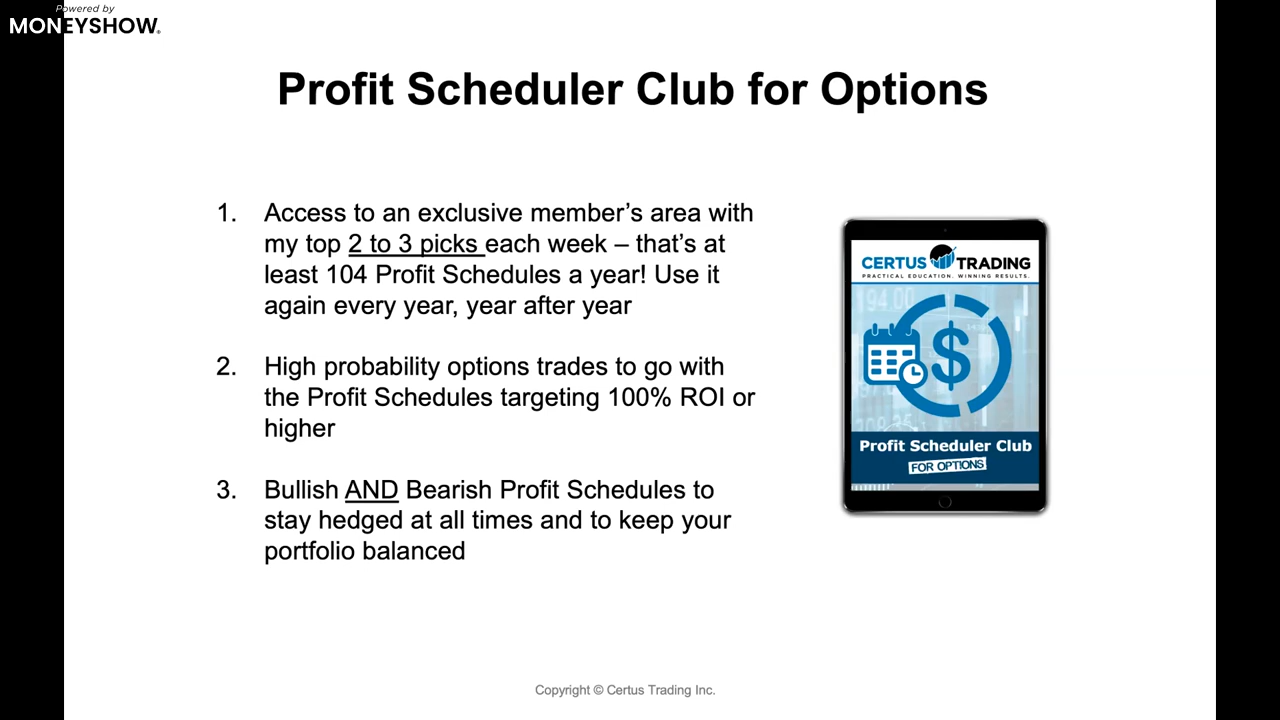 Powered by
MONEYSHOW.
Profit Scheduler Club for Options
1. Access to an exclusive member's area with
my top 2 to 3 picks each week – that's at
least 104 Profit Schedules a year! Use it
again every year, year after year
2. High probability options trades to go with
the Profit Schedules targeting 100% ROI or
higher
3. Bullish AND Bearish Profit Schedules to
stay hedged at all times and to keep your
portfolio balanced
CERTUS TRADING
PRACTICAL EDUCATION. WINNING RESULTS.
194.00
$
Profit Scheduler Club
FOR OPTIONS
Copyright © Certus Trading Inc.